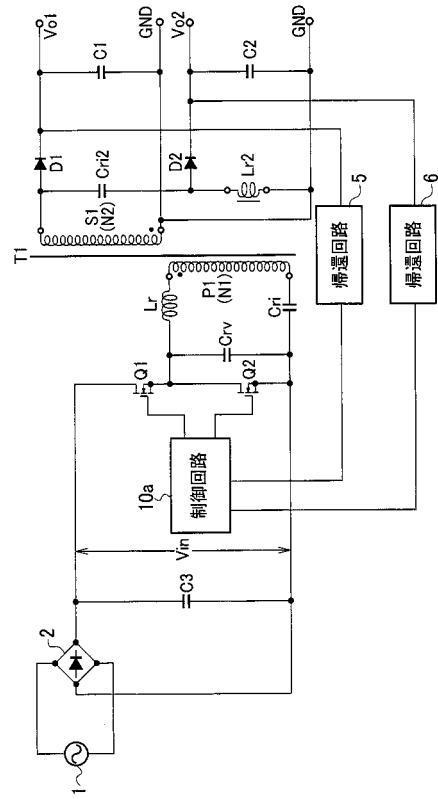 1
2
C3
Vin
10a
制御回路
Q1
Q2
Crv
Lr
P1
(N1)
Cri
T1
S1
(N2)
D1
Cri2
D2
Lr2
C1
C2
Vo1
GND
Vo2
GND
帰還回路
5
帰還回路
6